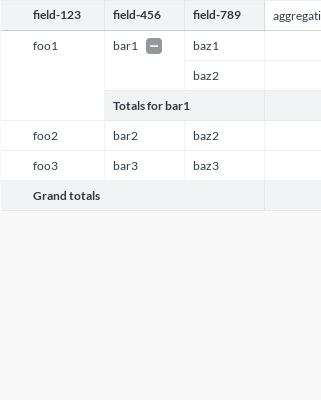 field-123 field-456 field-789 aggregati
foo1 bar1 baz1
baz2
Totals for bar1
foo2 bar2 baz2
foo3 bar3 baz3
Grand totals